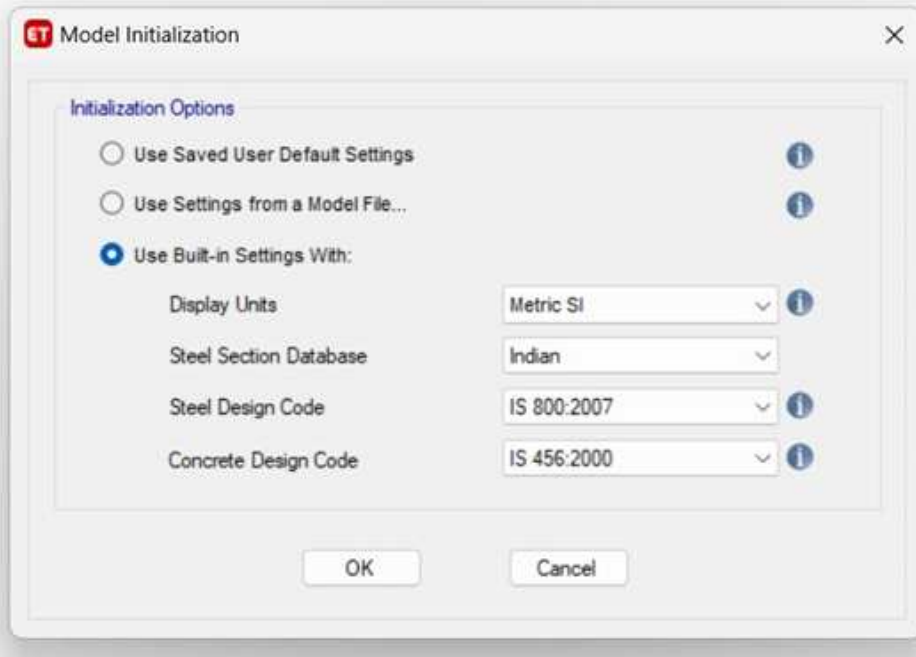 ET Model Initialization
Initialization Options
Use Saved User Default Settings
Use Settings from a Model File...
Use Built-in Settings With:
Display Units Metric SI
Steel Section Database Indian
Steel Design Code IS 800:2007
Concrete Design Code IS 456:2000
OK Cancel